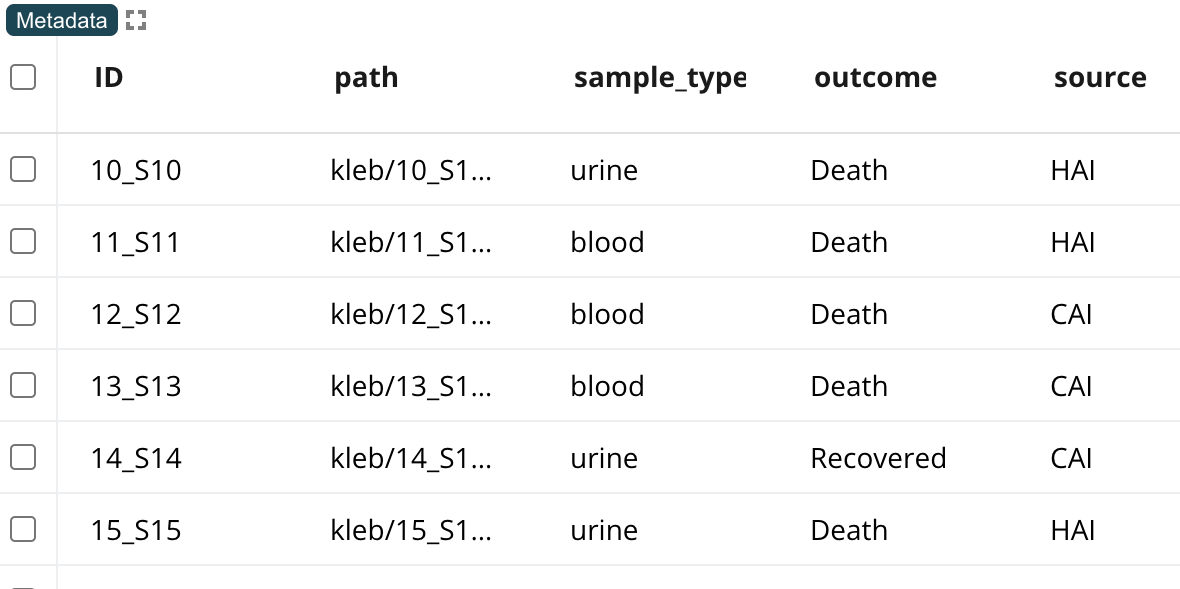 Metadata
ID path sample_type outcome source
10_S10 kleb/10_S1... urine Death HAI
11_S11 kleb/11_S1... blood Death HAI
12_S12 kleb/12_S1... blood Death CAI
13_S13 kleb/13_S1... blood Death CAI
14_S14 kleb/14_S1... urine Recovered CAI
15_S15 kleb/15_S1... urine Death HAI